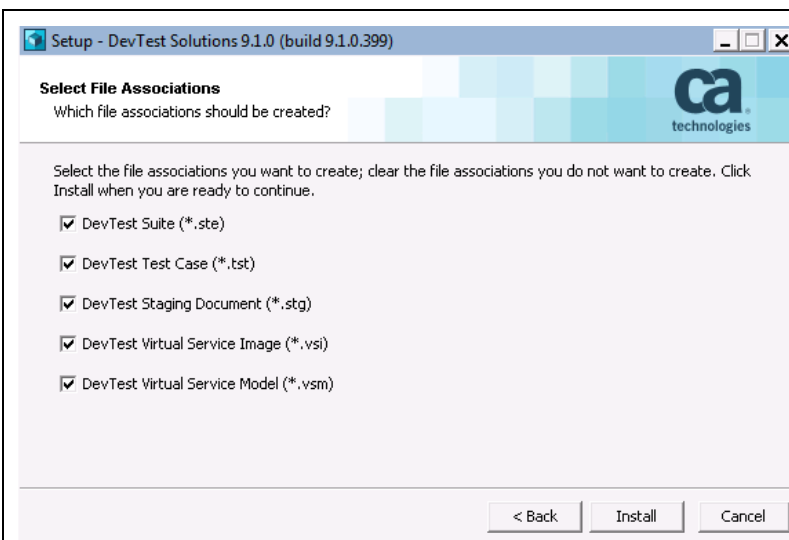 Setup - DevTest Solutions 9.1.0 (build 9.1.0.399)
Select File Associations
Which file associations should be created?
ca
technologies
Select the file associations you want to create; clear the file associations you do not want to create. Click
Install when you are ready to continue.
DevTest Suite (*.ste)
DevTest Test Case (*.tst)
DevTest Staging Document (*.stg)
DevTest Virtual Service Image (*.vsi)
DevTest Virtual Service Model (*.vsm)
< Back Install Cancel